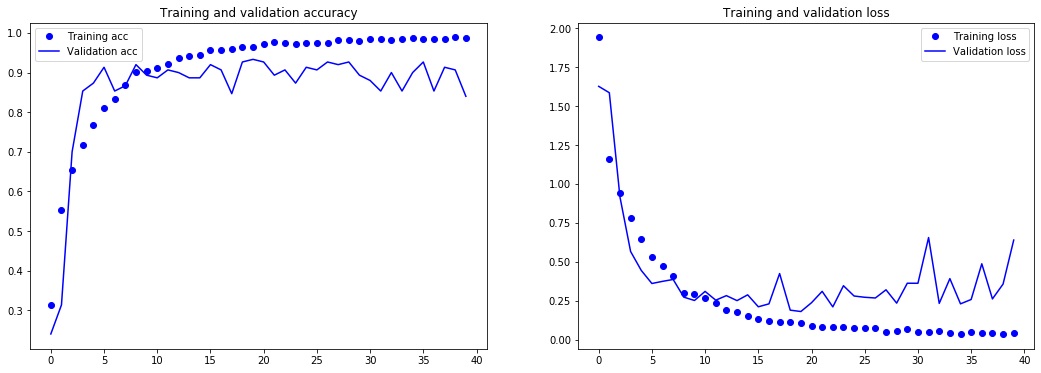 Training and validation accuracy
Training acc
Validation acc
1.0
0.9
0.8
0.7
0.6
0.5
0.4
0.3
0 5 10 15 20 25 30 35 40
Training and validation loss
Training loss
Validation loss
2.00
1.75
1.50
1.25
1.00
0.75
0.50
0.25
0.00
0 5 10 15 20 25 30 35 40